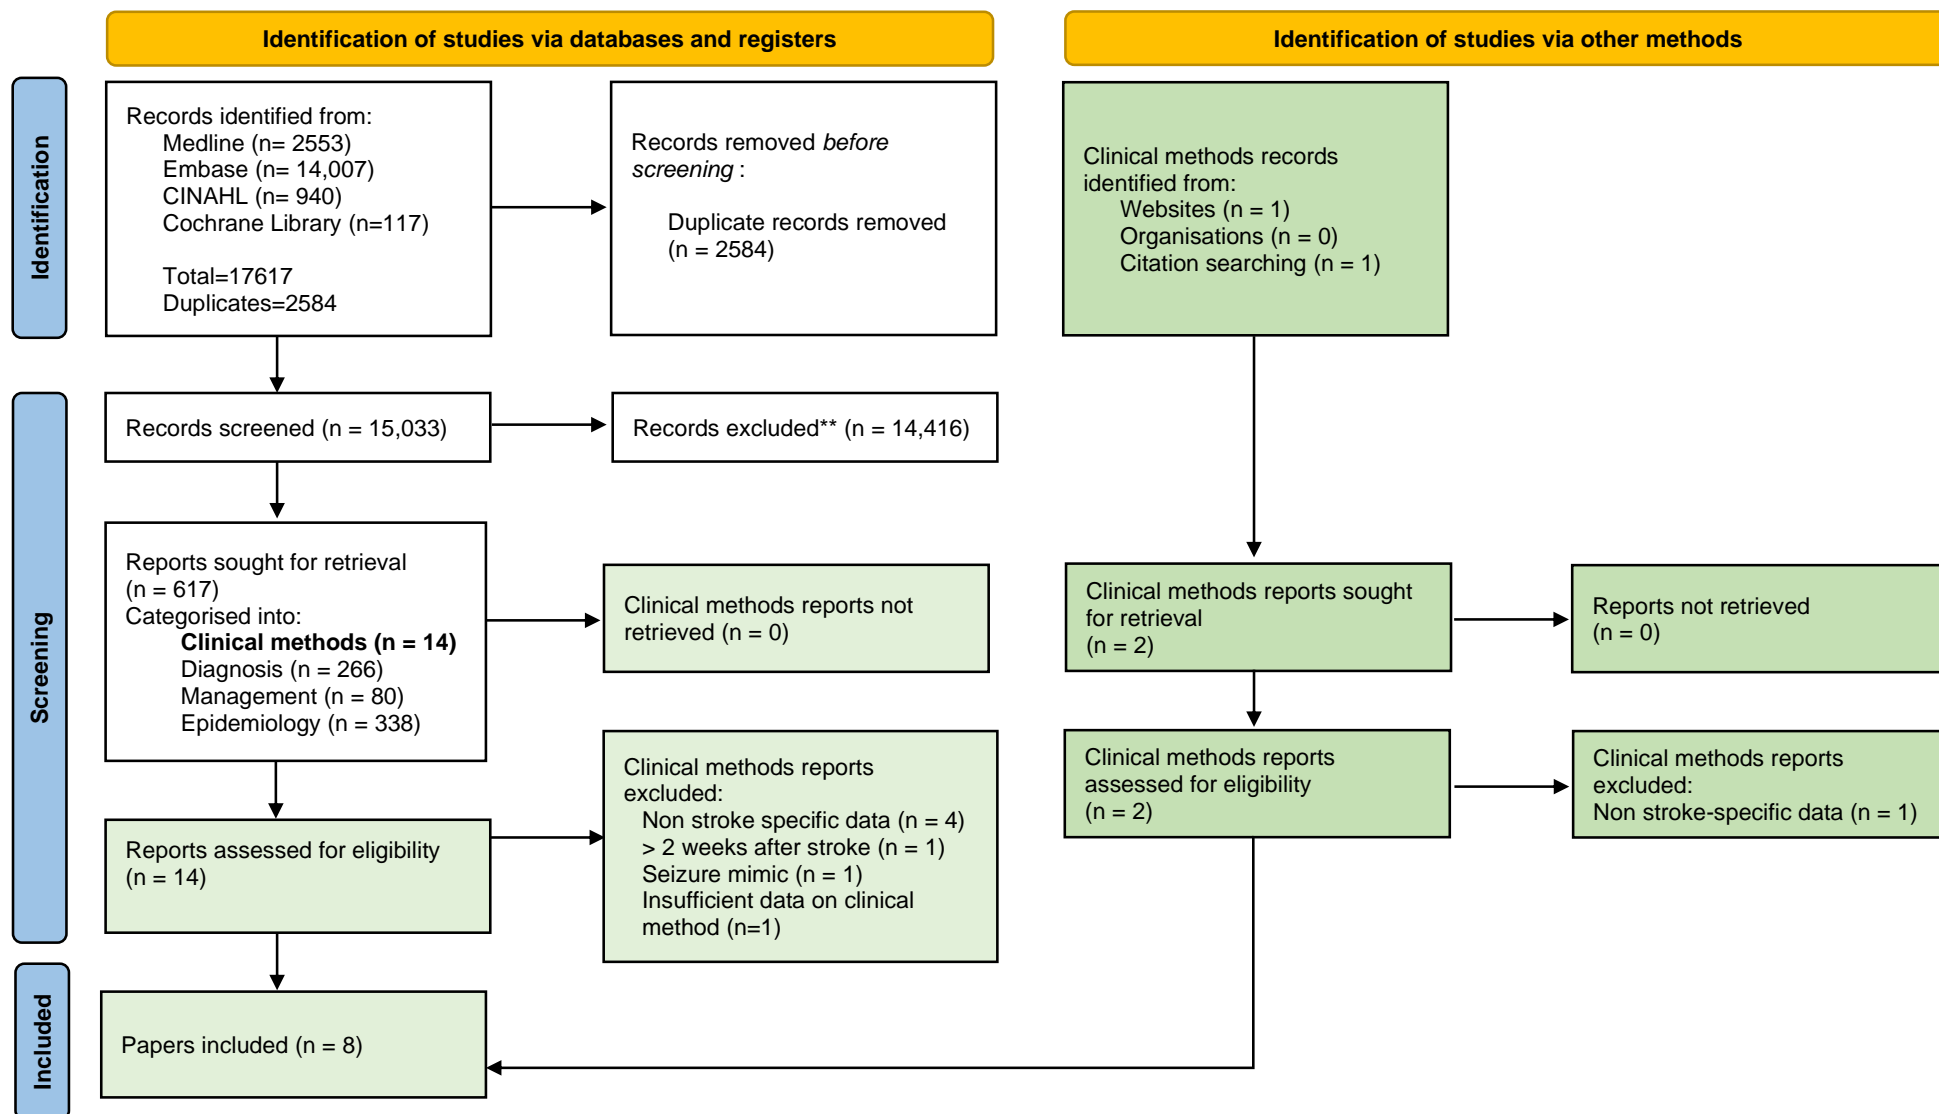 Identification of studies via databases and registers
Identification of studies via other methods
Identification
Records identified from:
Medline (n= 2553)
Embase (n= 14,007)
CINAHL (n= 940)
Cochrane Library (n=117)
Total=17617
Duplicates=2584
Records removed before
screening :
Duplicate records removed
(n = 2584)
Clinical methods records
identified from:
Websites (n = 1)
Organisations (n = 0)
Citation searching (n = 1)
Screening
Records screened (n = 15,033)
Records excluded** (n = 14,416)
Reports sought for retrieval
(n = 617)
Categorised into:
Clinical methods (n = 14)
Diagnosis (n = 266)
Management (n = 80)
Epidemiology (n = 338)
Clinical methods reports not
retrieved (n = 0)
Clinical methods reports sought
for retrieval
(n = 2)
Reports not retrieved
(n = 0)
Reports assessed for eligibility
(n = 14)
Clinical methods reports
excluded:
Non stroke specific data (n = 4)
> 2 weeks after stroke (n = 1)
Seizure mimic (n = 1)
Insufficient data on clinical
method (n=1)
Clinical methods reports
assessed for eligibility
(n = 2)
Clinical methods reports
excluded:
Non stroke-specific data (n = 1)
Included
Papers included (n = 8)